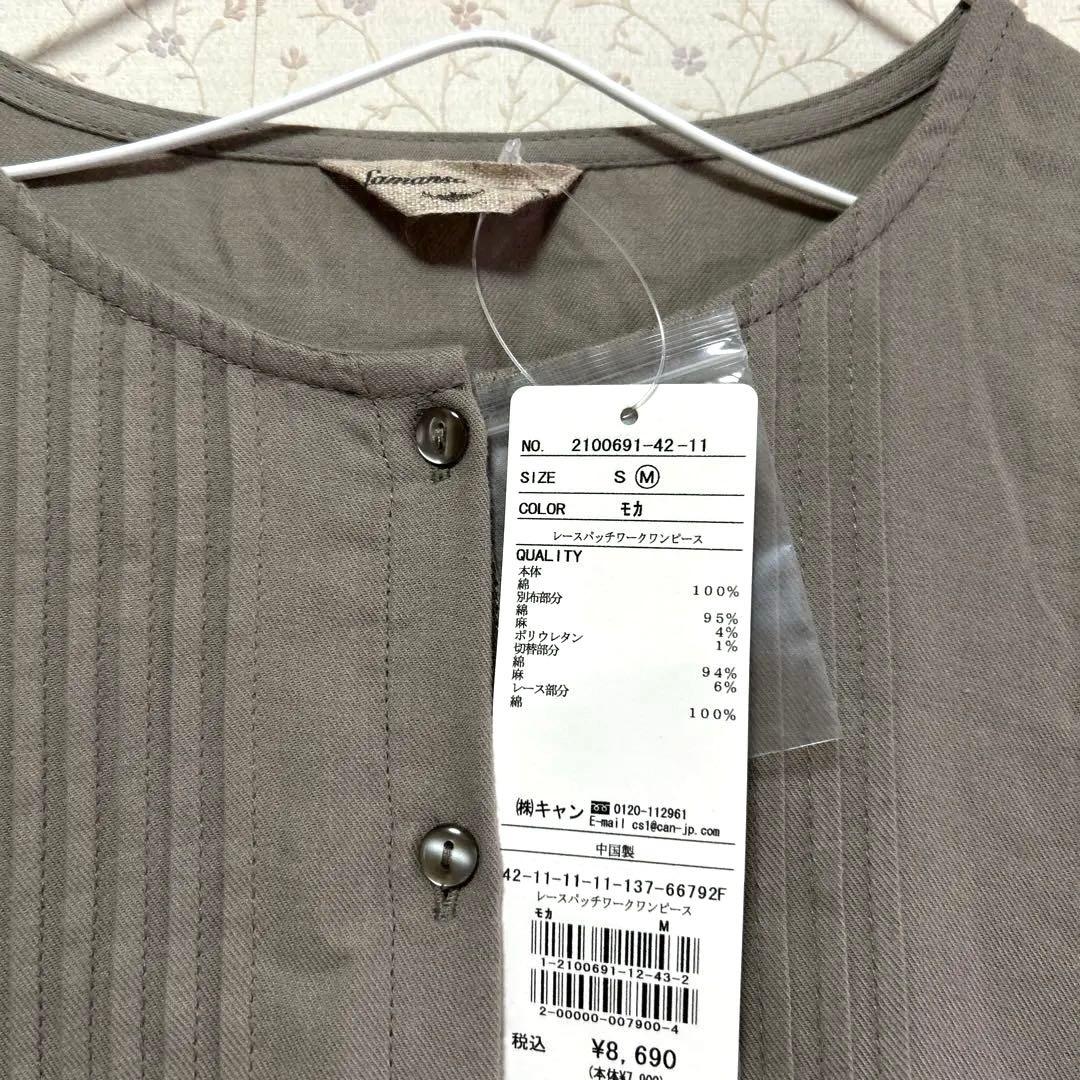 NO. 2100691-42-11
SIZE S Ⓜ
COLOR モカ
レースパッチワークワンピース
QUALITY
本体
綿 100%
別布部分
綿 95%
麻 4%
ポリウレタン 1%
切替部分
綿 94%
麻 6%
レース部分
綿 100%
㈱キャン 0120-112961
E-mail cs1@can-jp.com
中国製
42-11-11-11-137-66792F
レースパッチワークワンピース
モカ M
1-2100691-12-43-2
2-00000-007900-4
税込 ¥8,690
(本体¥7,900)